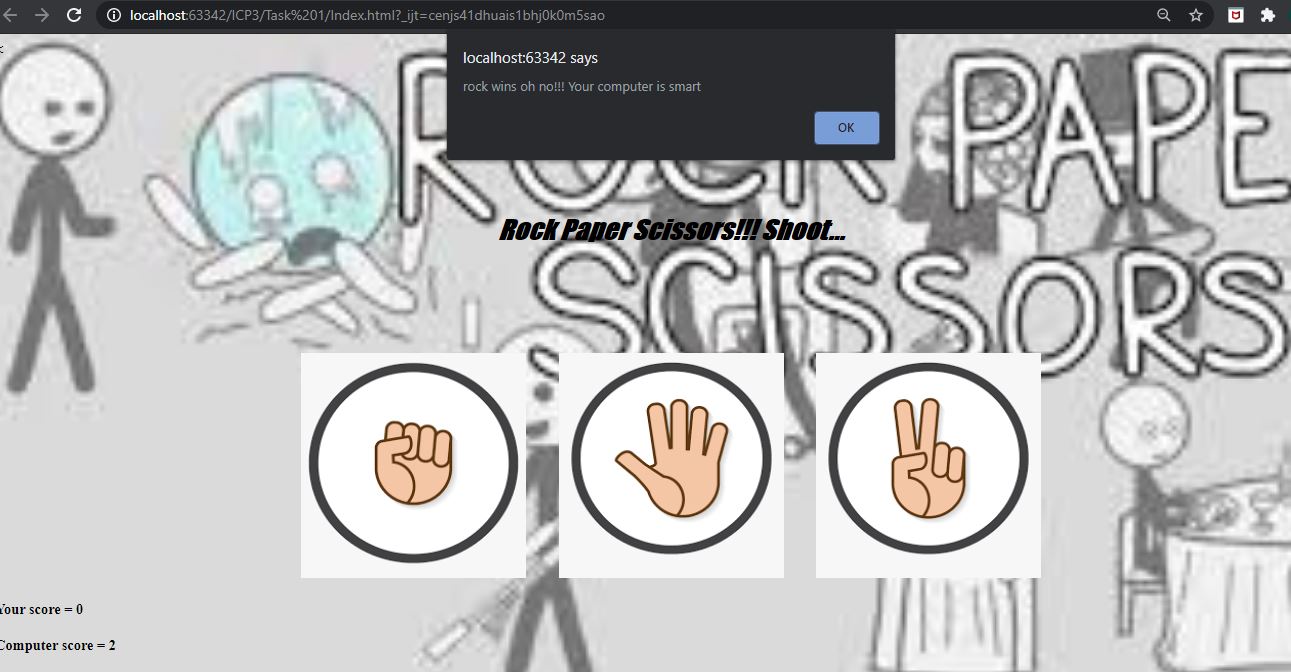 localhost:63342/ICP3/Task%201/Index.html?_ijt=cenjs41dhuais1bhj0k0m5sao
localhost:63342 says
rock wins oh no!!! Your computer is smart
OK
ROCK PAPE
Rock Paper Scissors!!! Shoot...
SCISSORS
Your score = 0
Computer score = 2